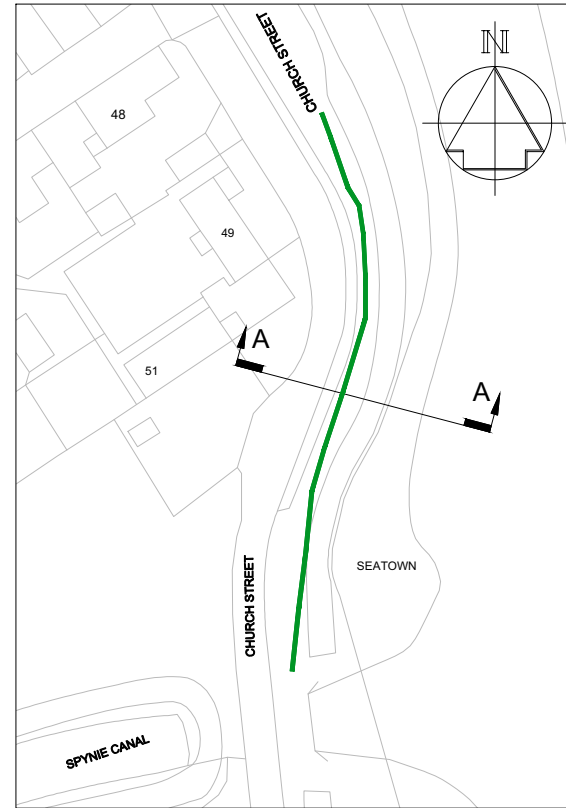 CHURCH STREET
N
48
49
A
51
A
SEATOWN
CHURCH STREET
SPYNIE CANAL